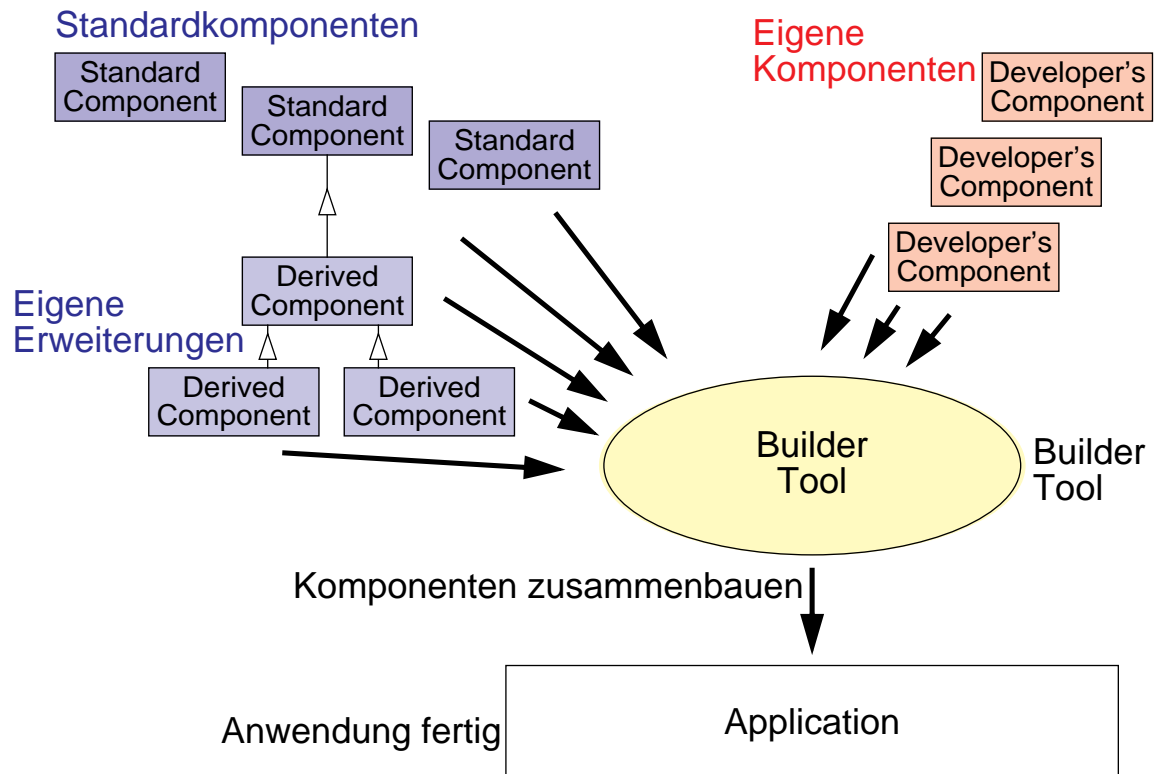 Standardkomponenten
Standard
Component
Standard
Component
Standard
Component
Eigene
Komponenten
Developer's
Component
Developer's
Component
Developer's
Component
Derived
Component
Eigene
Erweiterungen
Derived
Component
Derived
Component
Builder
Tool
Builder
Tool
Komponenten zusammenbauen
Anwendung fertig
Application